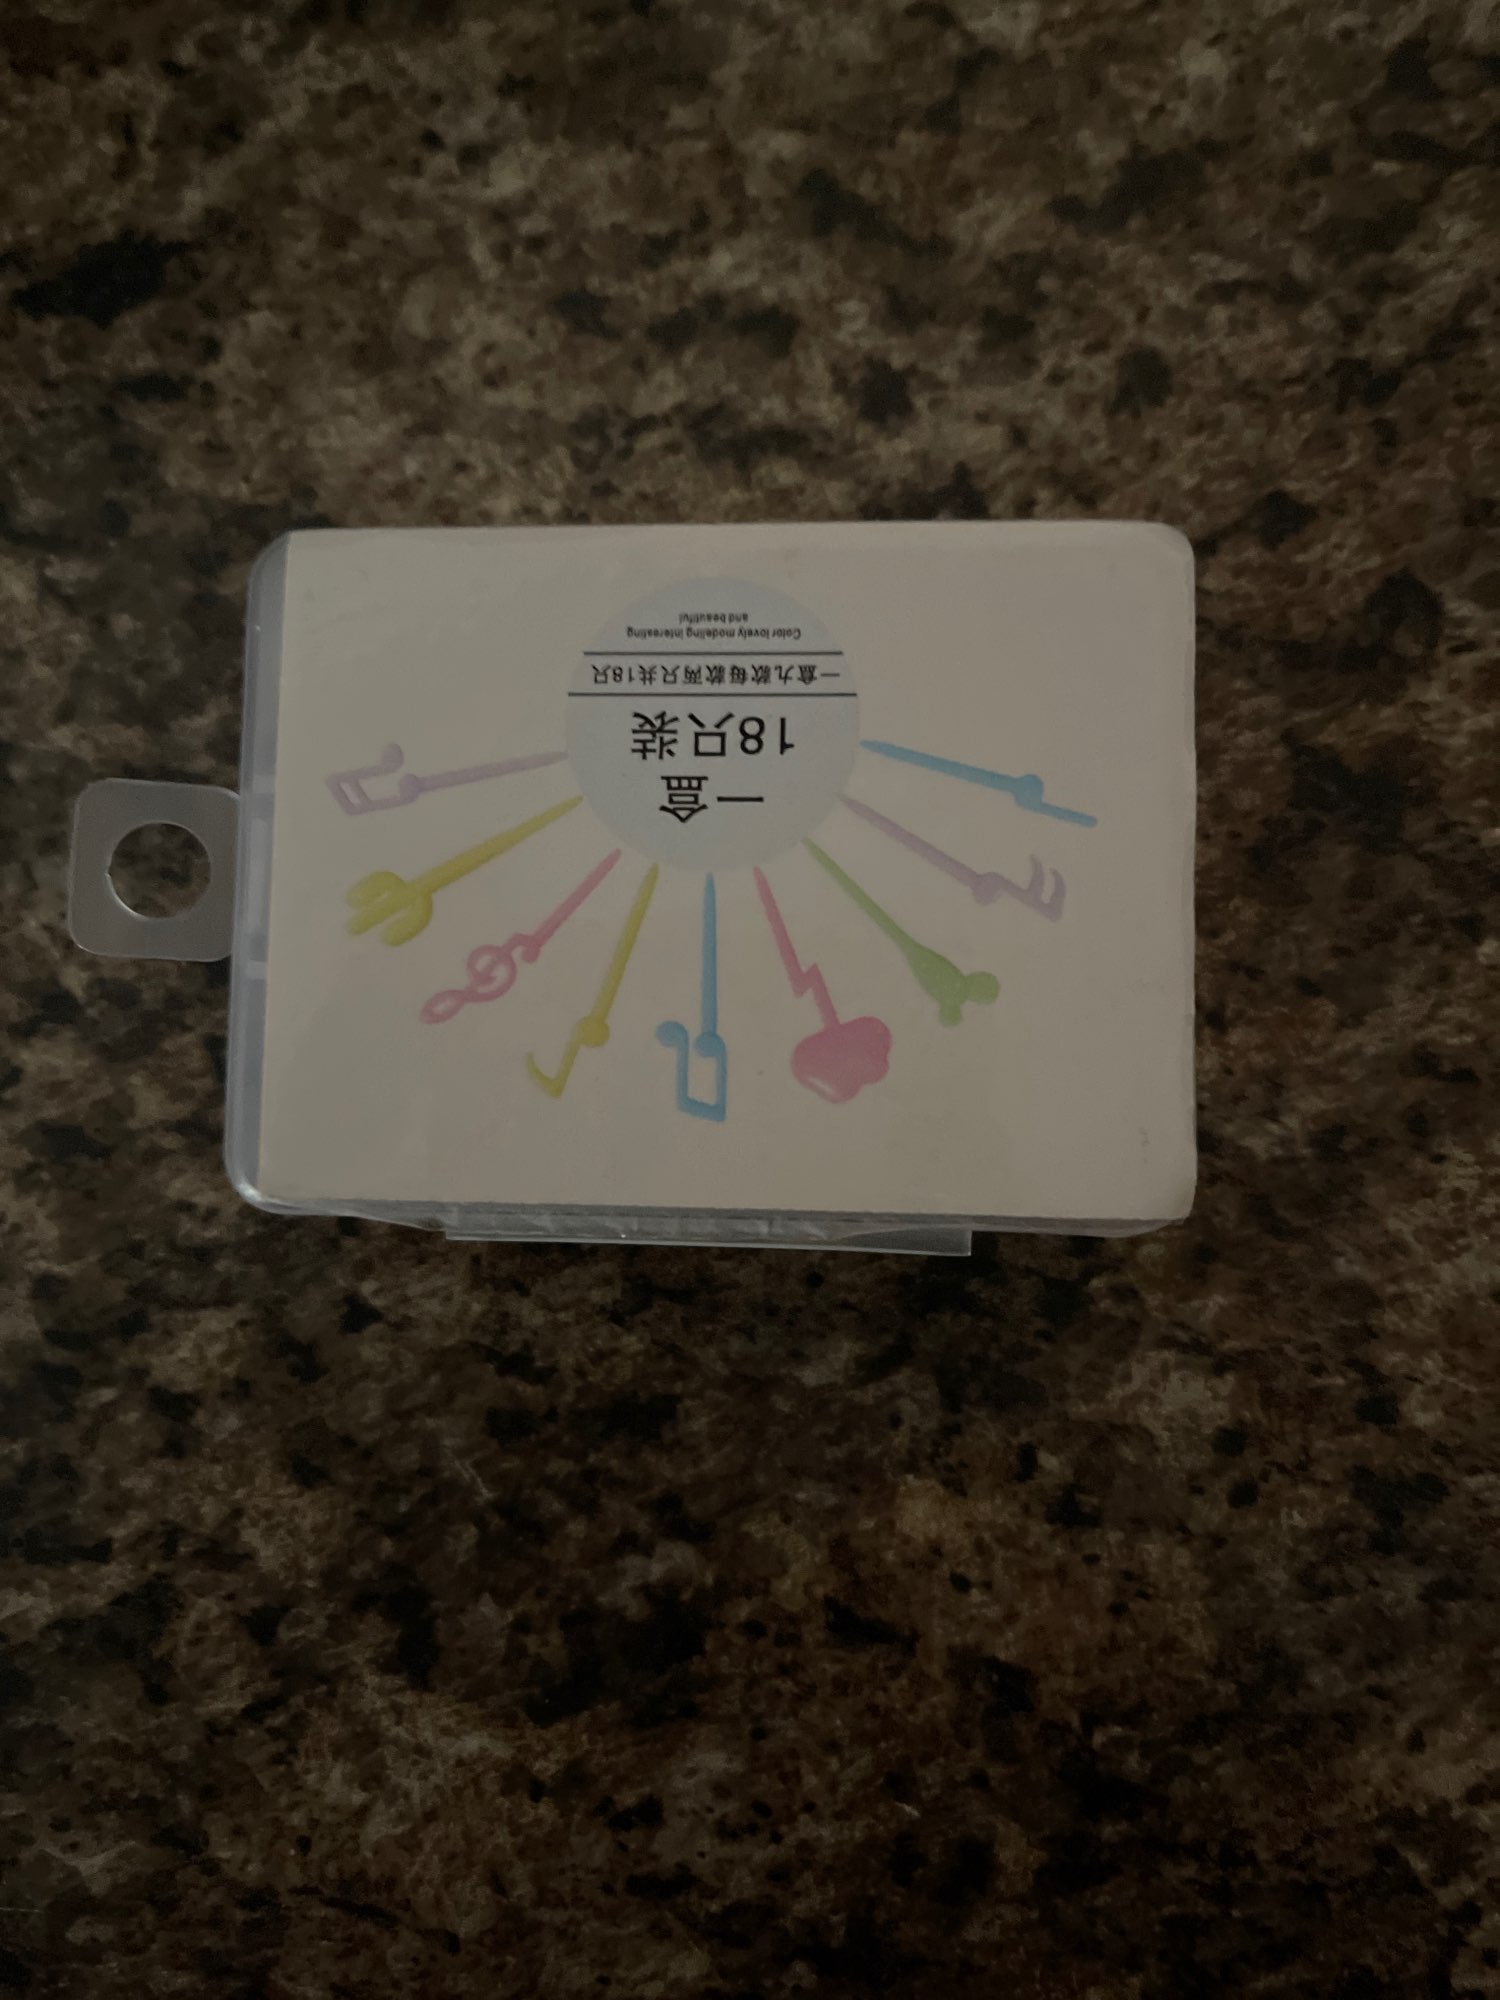 一盒
18只装
一盒九款每款两只共18只
Color lovely modeling interesting
and beautiful